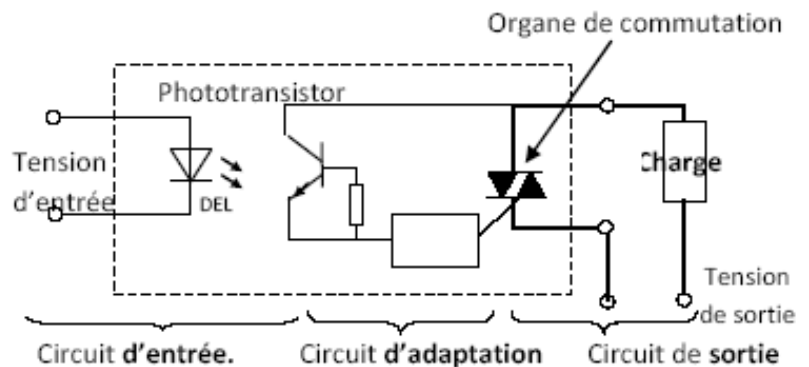 Organe de commutation
Phototransistor
Tension
d'entrée
DEL
Charge
Tension
de sortie
Circuit d'entrée.
Circuit d'adaptation
Circuit de sortie